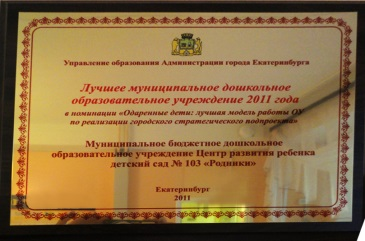 Управление образования Администрации города Екатеринбурга
Лучшее муниципальное дошкольное
образовательное учреждение 2011 года
в номинации «Одаренные дети: лучшая модель работы ОУ
по реализации городского стратегического подпроекта»
Муниципальное бюджетное дошкольное
образовательное учреждение Центр развития ребенка
детский сад № 103 «Родники»
Екатеринбург
2011